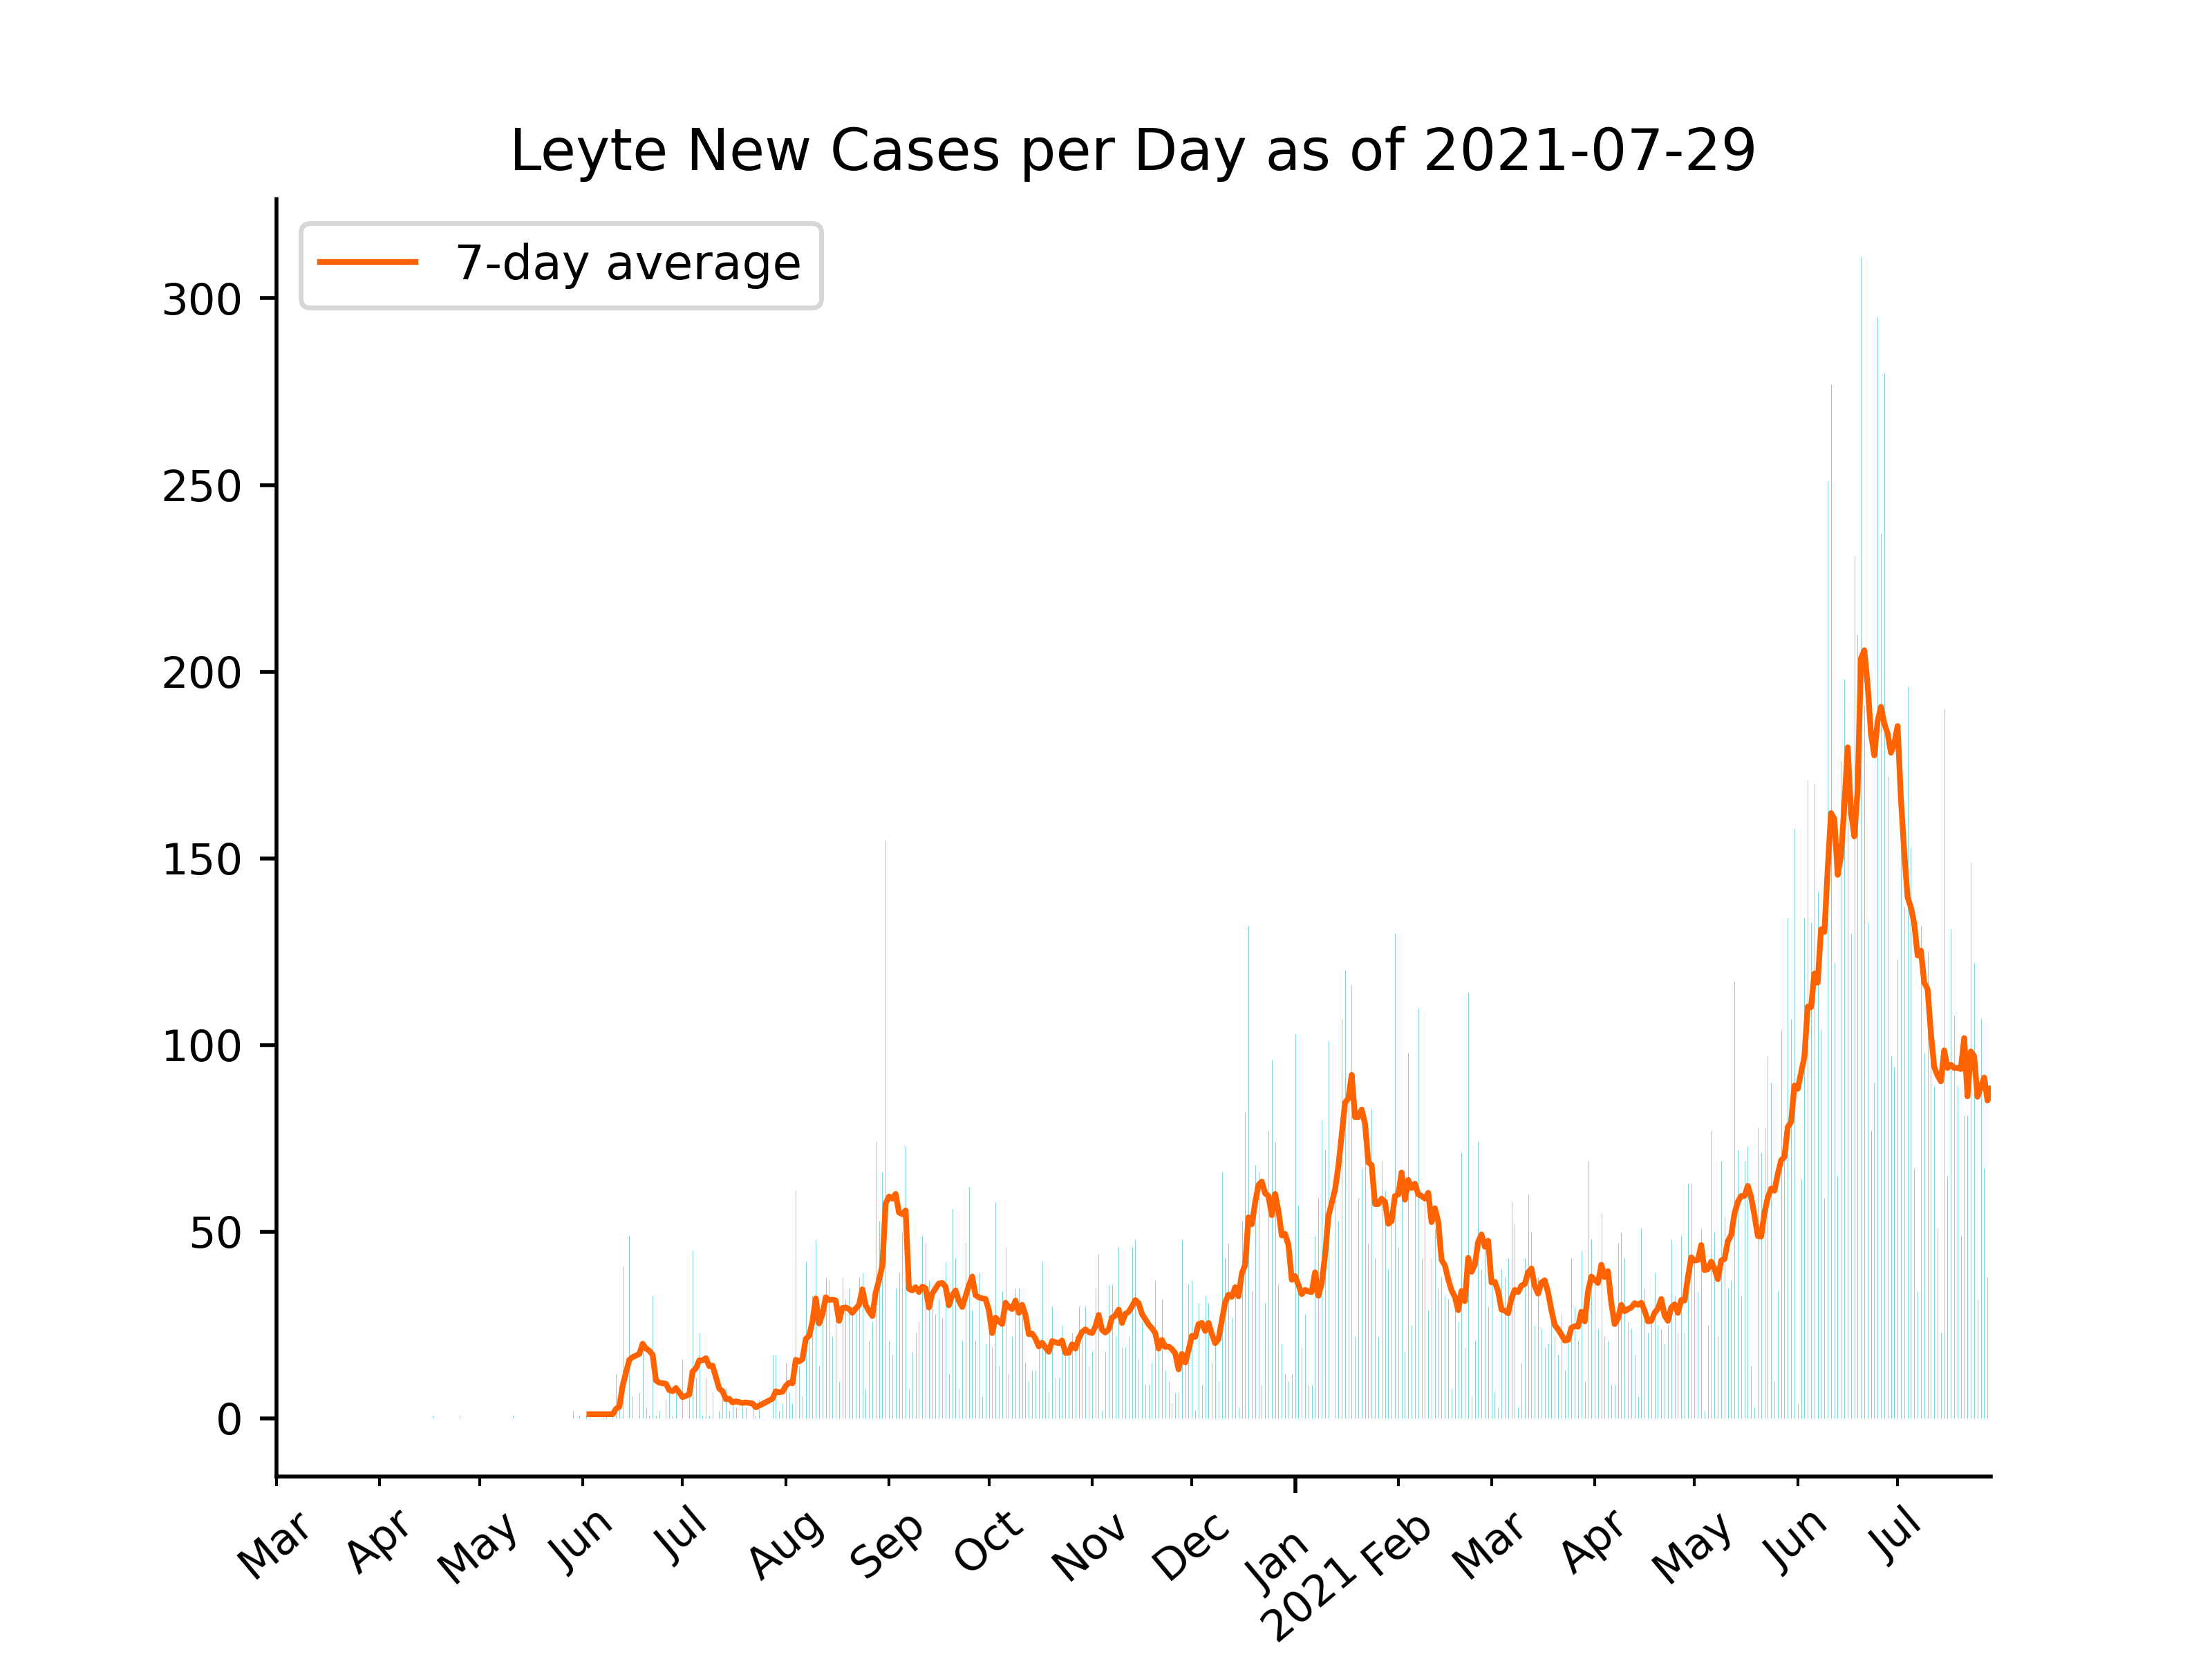 Leyte New Cases per Day as of 2021-07-29
7-day average
300
250
200
150
100
50
0
Mar
Apr
May
Jun
Jul
Aug
Sep
Oct
Nov
Dec
Jan
2021
Feb
Mar
Apr
May
Jun
Jul